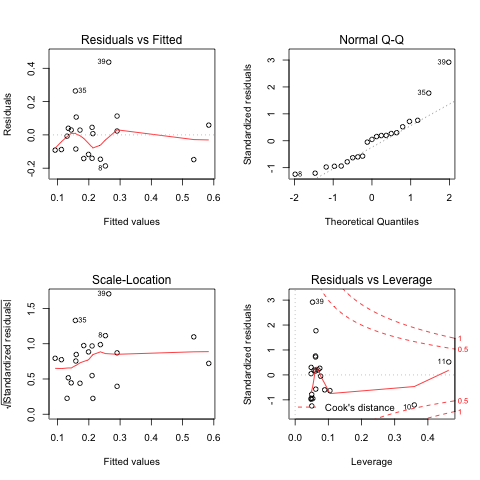 Residuals vs Fitted
Residuals
-0.2 0.0 0.2 0.4
39
35
8
0.1 0.2 0.3 0.4 0.5 0.6
Fitted values
Normal Q-Q
Standardized residuals
-1 0 1 2 3
39
35
8
-2 -1 0 1 2
Theoretical Quantiles
Scale-Location
√|Standardized residuals|
0.0 0.5 1.0 1.5
39
35
8
0.1 0.2 0.3 0.4 0.5 0.6
Fitted values
Residuals vs Leverage
Standardized residuals
-1 0 1 2 3
39
11
10
1
0.5
0.5
1
Cook's distance
0.0 0.1 0.2 0.3 0.4
Leverage